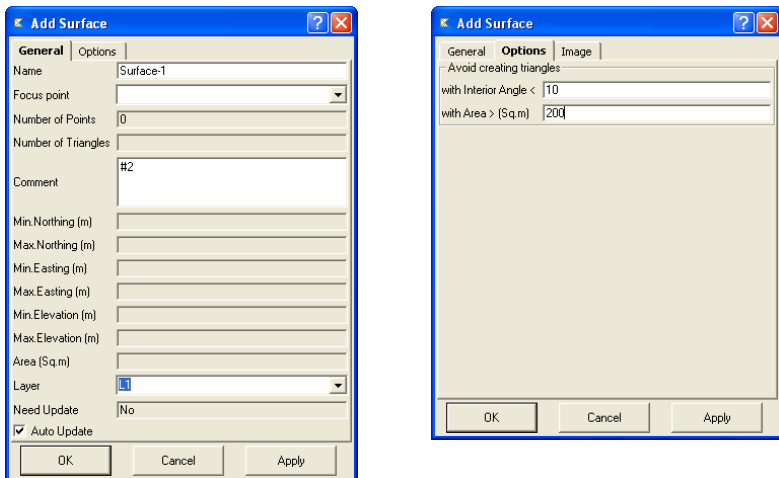 Add Surface
General Options
Name Surface-1
Focus point
Number of Points 0
Number of Triangles
Comment #2
Min.Northing (m)
Max.Northing (m)
Min.Easting (m)
Max.Easting (m)
Min.Elevation (m)
Max.Elevation (m)
Area (Sq.m)
Layer L1
Need Update No
Auto Update
OK Cancel Apply
Add Surface
General Options Image
Avoid creating triangles
with Interior Angle < 10
with Area > (Sq.m) 200
OK Cancel Apply